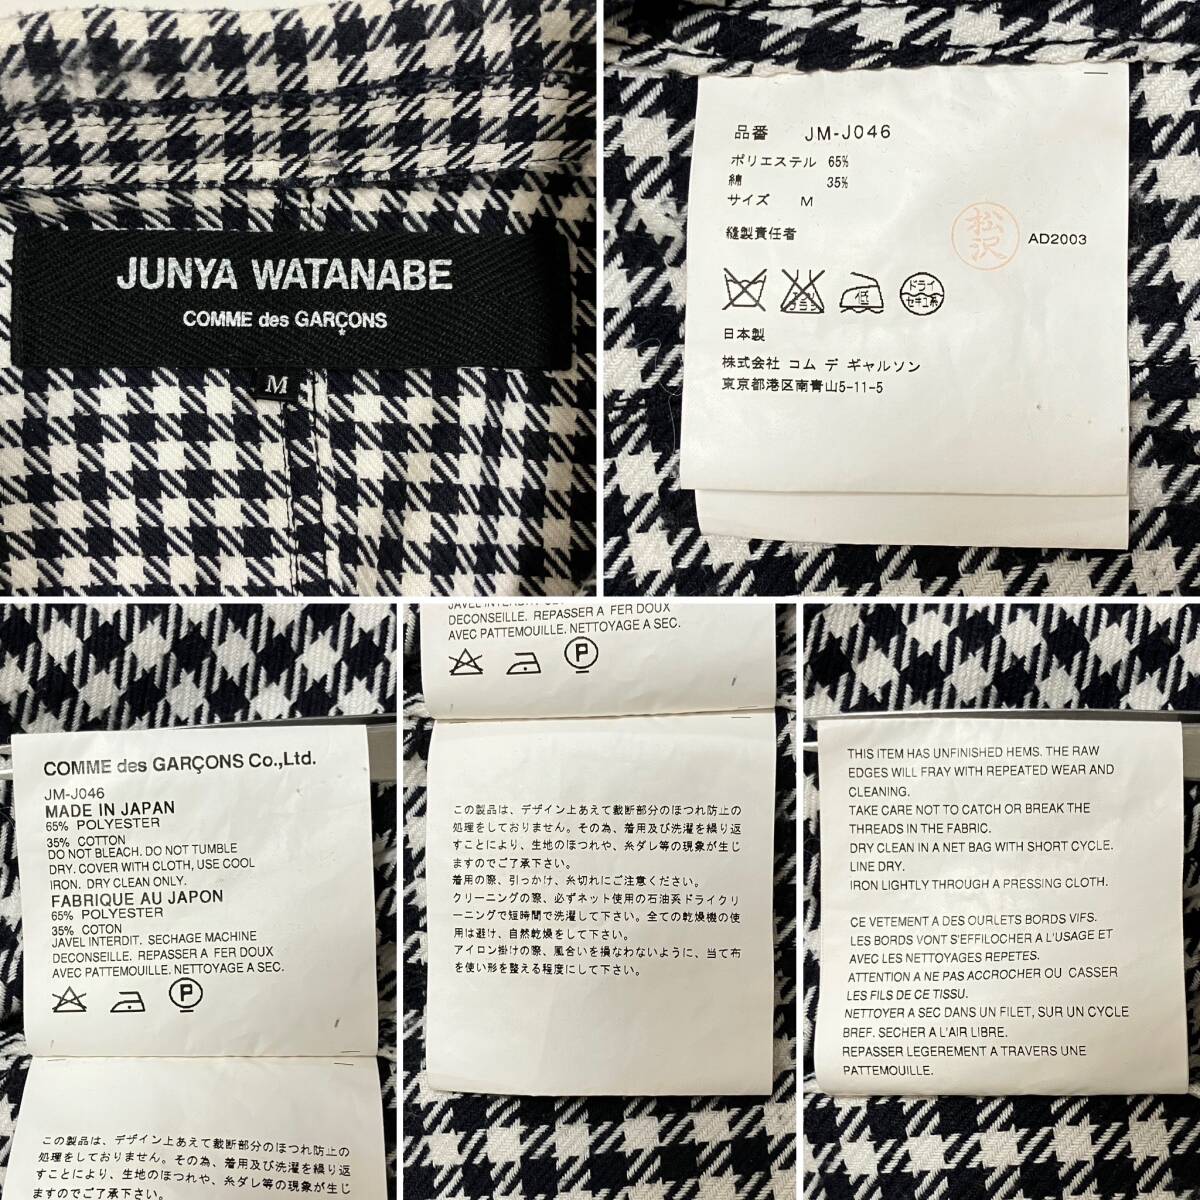 JUNYA WATANABE
COMME des GARÇONS
M
品番 JM-J046
ポリエステル 65%
綿 35%
サイズ M
縫製責任者
松沢
AD2003
エンソ
サラシ
低
ドライ
セキユ系
日本製
株式会社 コム デ ギャルソン
東京都港区南青山5-11-5
COMME des GARÇONS Co.,Ltd.
JM-J046
MADE IN JAPAN
65% POLYESTER
35% COTTON
DO NOT BLEACH. DO NOT TUMBLE
DRY. COVER WITH CLOTH, USE COOL
IRON. DRY CLEAN ONLY.
FABRIQUE AU JAPON
65% POLYESTER
35% COTON
JAVEL INTERDIT. SECHAGE MACHINE
DECONSEILLE. REPASSER A FER DOUX
AVEC PATTEMOUILLE. NETTOYAGE A SEC.
P
この製品は、デザイン上あえて裁断部分のほつれ防止の
処理をしておりません。その為、着用及び洗濯を繰り返
すことにより、生地のほつれや、糸ダレ等の現象が生じ
ますのでご了承下さい。
DECONSEILLE. REPASSER A FER DOUX
AVEC PATTEMOUILLE. NETTOYAGE A SEC.
P
この製品は、デザイン上あえて裁断部分のほつれ防止の
処理をしておりません。その為、着用及び洗濯を繰り返
すことにより、生地のほつれや、糸ダレ等の現象が生じ
ますのでご了承下さい。
着用の際、引っかけ、糸切れにご注意ください。
クリーニングの際、必ずネット使用の石油系ドライクリ
ーニングで短時間で洗濯して下さい。全ての乾燥機の使
用は避け、自然乾燥をして下さい。
アイロン掛けの際、風合いを損なわないように、当て布
を使い形を整える程度にして下さい。
THIS ITEM HAS UNFINISHED HEMS. THE RAW
EDGES WILL FRAY WITH REPEATED WEAR AND
CLEANING.
TAKE CARE NOT TO CATCH OR BREAK THE
THREADS IN THE FABRIC.
DRY CLEAN IN A NET BAG WITH SHORT CYCLE.
LINE DRY.
IRON LIGHTLY THROUGH A PRESSING CLOTH.
CE VETEMENT A DES OURLETS BORDS VIFS.
LES BORDS VONT S'EFFILOCHER A L'USAGE ET
AVEC LES NETTOYAGES REPETES.
ATTENTION A NE PAS ACCROCHER OU CASSER
LES FILS DE CE TISSU.
NETTOYER A SEC DANS UN FILET, SUR UN CYCLE
BREF. SECHER A L'AIR LIBRE.
REPASSER LEGEREMENT A TRAVERS UNE
PATTEMOUILLE.